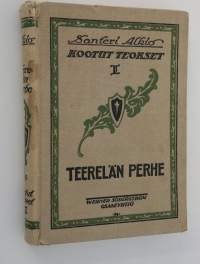 Santeri Alkio
KOOTUT TEOKSET
I
TEERELÄN PERHE
WERNER SÖDERSTRÖM
OSAKEYHTIÖ